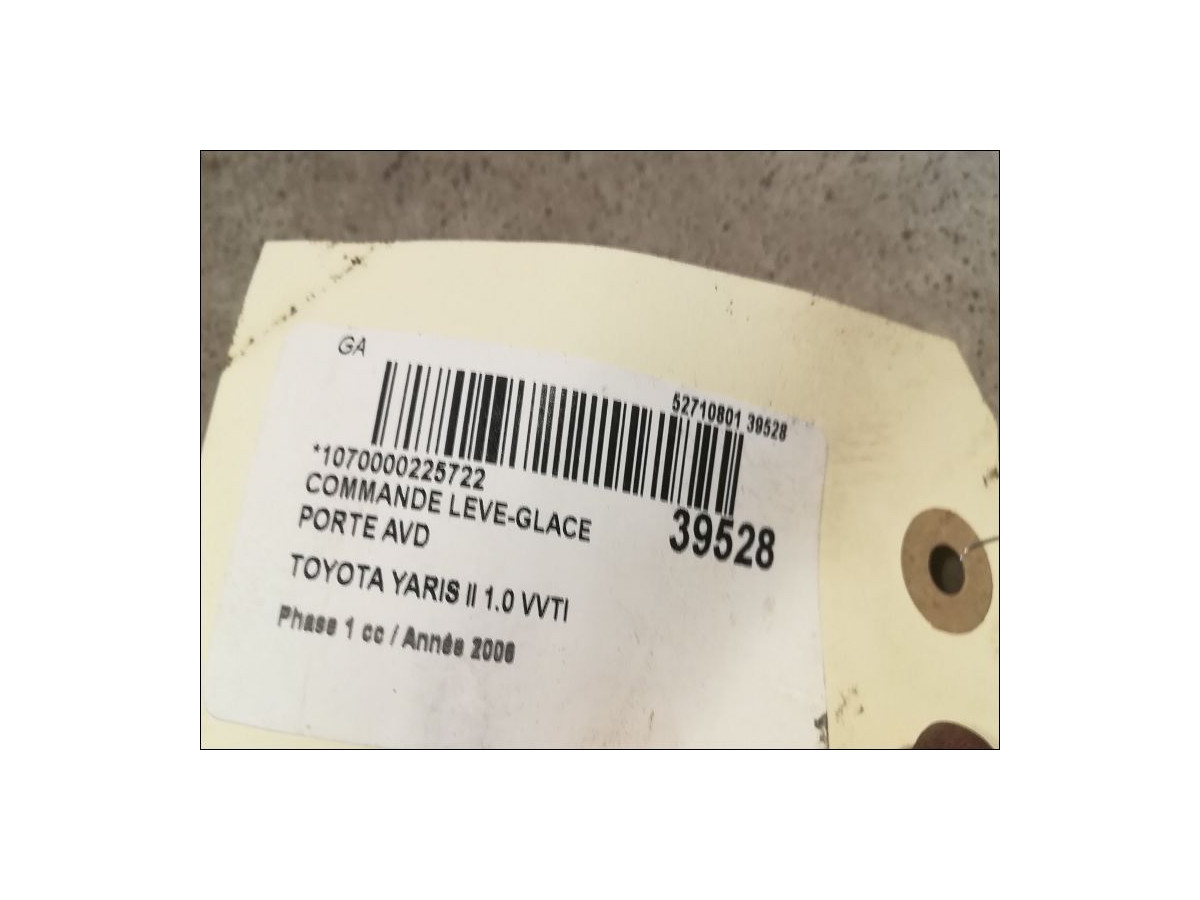 GA
52710801 39528
*1070000225722
COMMANDE LEVE-GLACE
PORTE AVD
39528
TOYOTA YARIS II 1.0 VVTI
Phase 1 cc / Année 2006